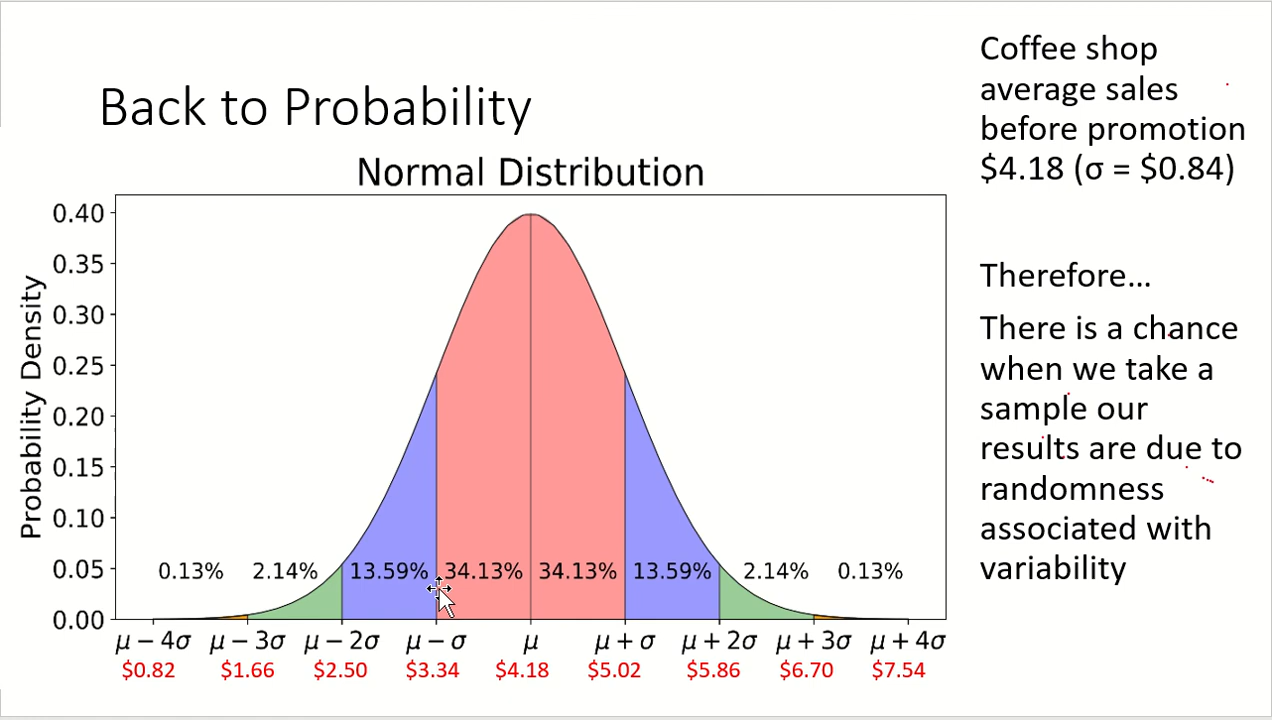 Back to Probability
Normal Distribution
Probability Density
0.40
0.35
0.30
0.25
0.20
0.15
0.10
0.05
0.00
0.13% 2.14% 13.59% 34.13% 34.13% 13.59% 2.14% 0.13%
μ − 4σ μ − 3σ μ − 2σ μ − σ μ μ + σ μ + 2σ μ + 3σ μ + 4σ
$0.82 $1.66 $2.50 $3.34 $4.18 $5.02 $5.86 $6.70 $7.54
Coffee shop
average sales
before promotion
$4.18 (σ = $0.84)
Therefore…
There is a chance
when we take a
sample our
results are due to
randomness
associated with
variability